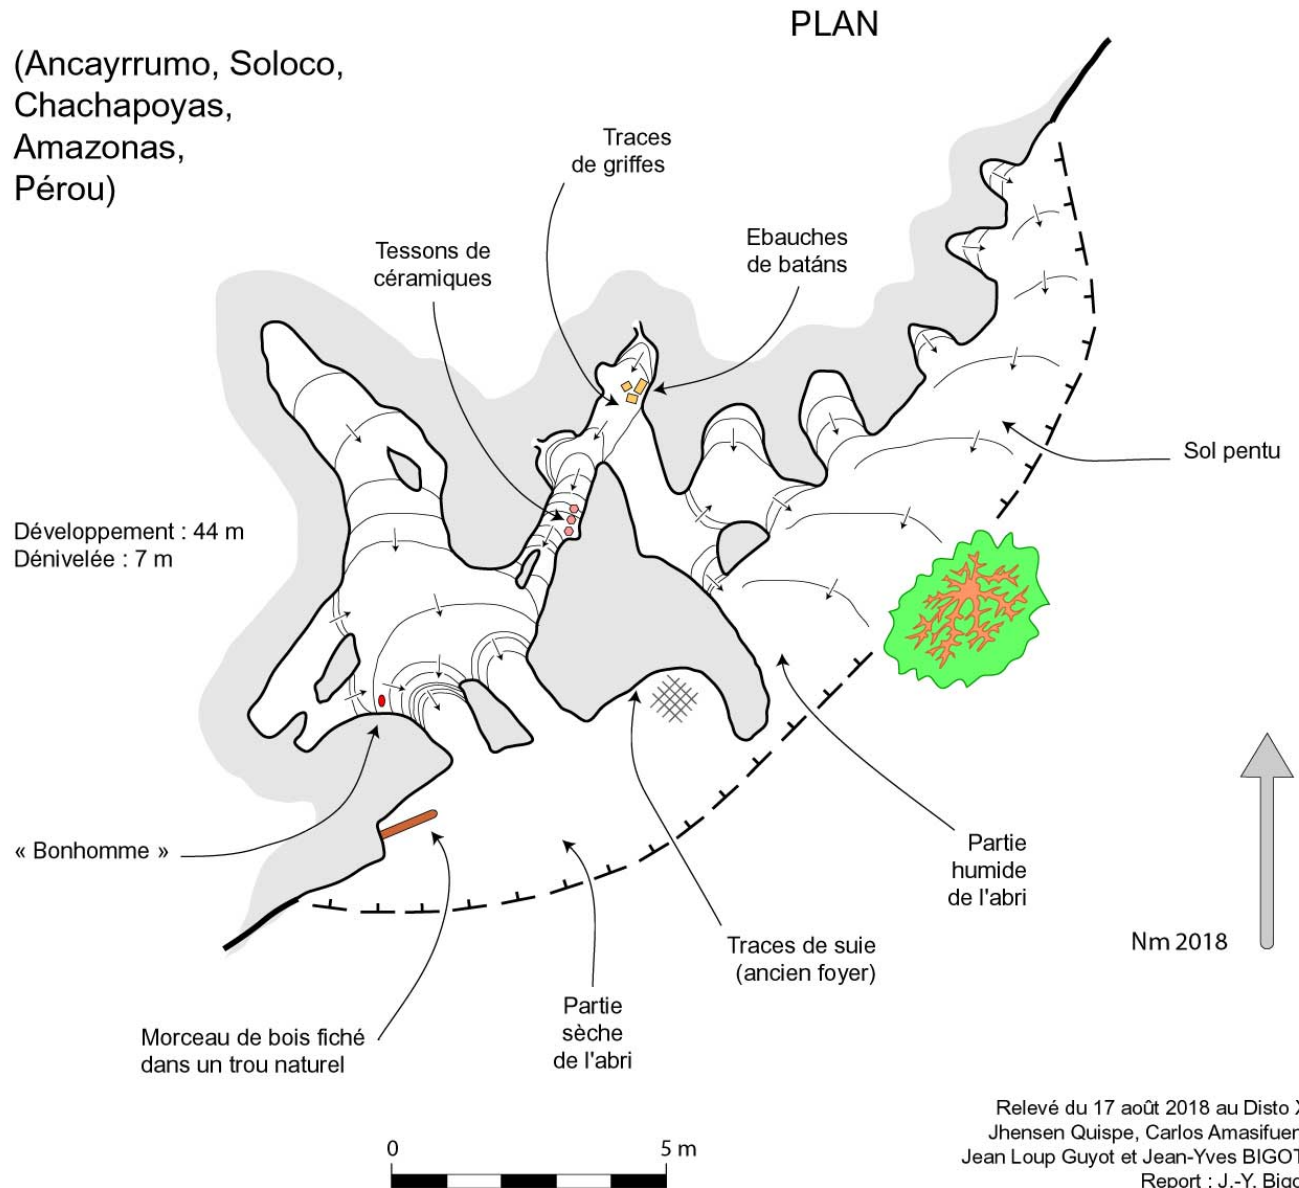 PLAN
(Ancayrrumo, Soloco,
Chachapoyas,
Amazonas,
Pérou)
Traces
de griffes
Tessons de
céramiques
Ebauches
de batáns
Sol pentu
Développement : 44 m
Dénivelée : 7 m
« Bonhomme »
Partie
humide
de l'abri
Traces de suie
(ancien foyer)
Nm 2018
Partie
sèche
de l'abri
Morceau de bois fiché
dans un trou naturel
0
5 m
Relevé du 17 août 2018 au Disto X
Jhensen Quispe, Carlos Amasifuen
Jean Loup Guyot et Jean-Yves BIGOT
Report : J.-Y. Bigo